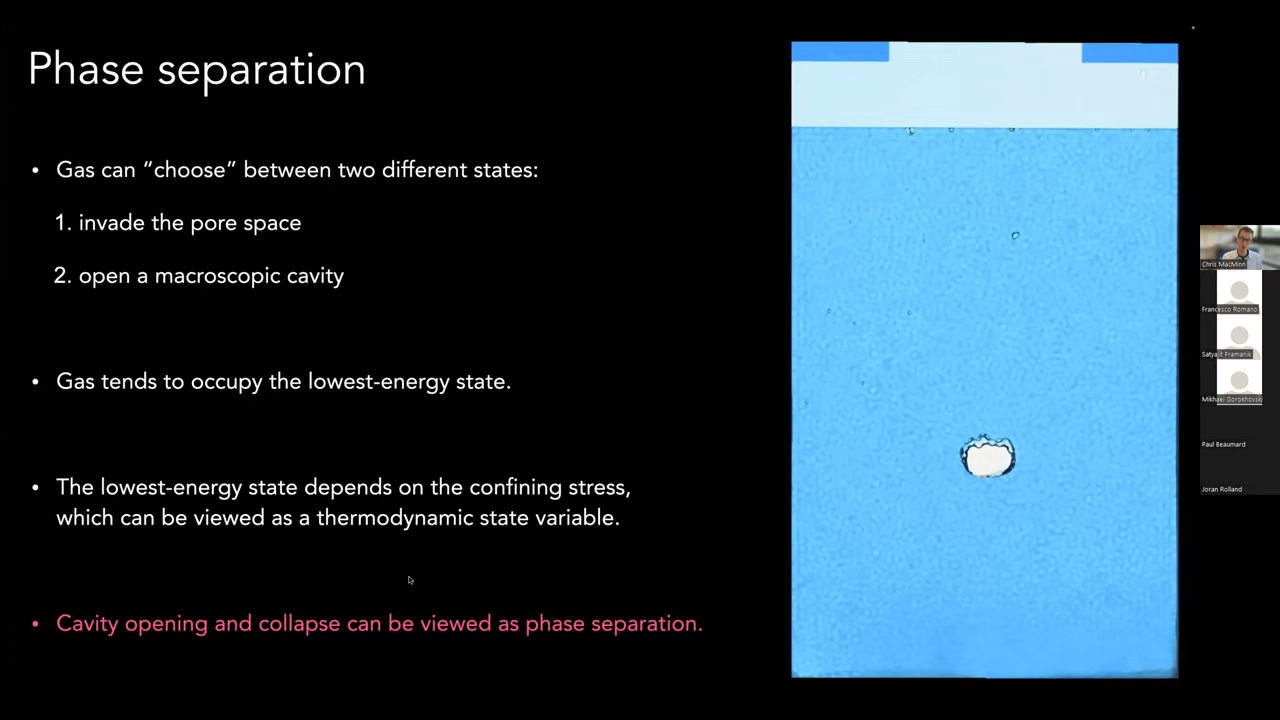 Phase separation
• Gas can “choose” between two different states:
1. invade the pore space
2. open a macroscopic cavity
• Gas tends to occupy the lowest-energy state.
• The lowest-energy state depends on the confining stress,
which can be viewed as a thermodynamic state variable.
• Cavity opening and collapse can be viewed as phase separation.
Chris MacMinn
Francesco Romano
Satyajit Pramanik
Mikhael Gorokhovski
Paul Beaumard
Joran Rolland